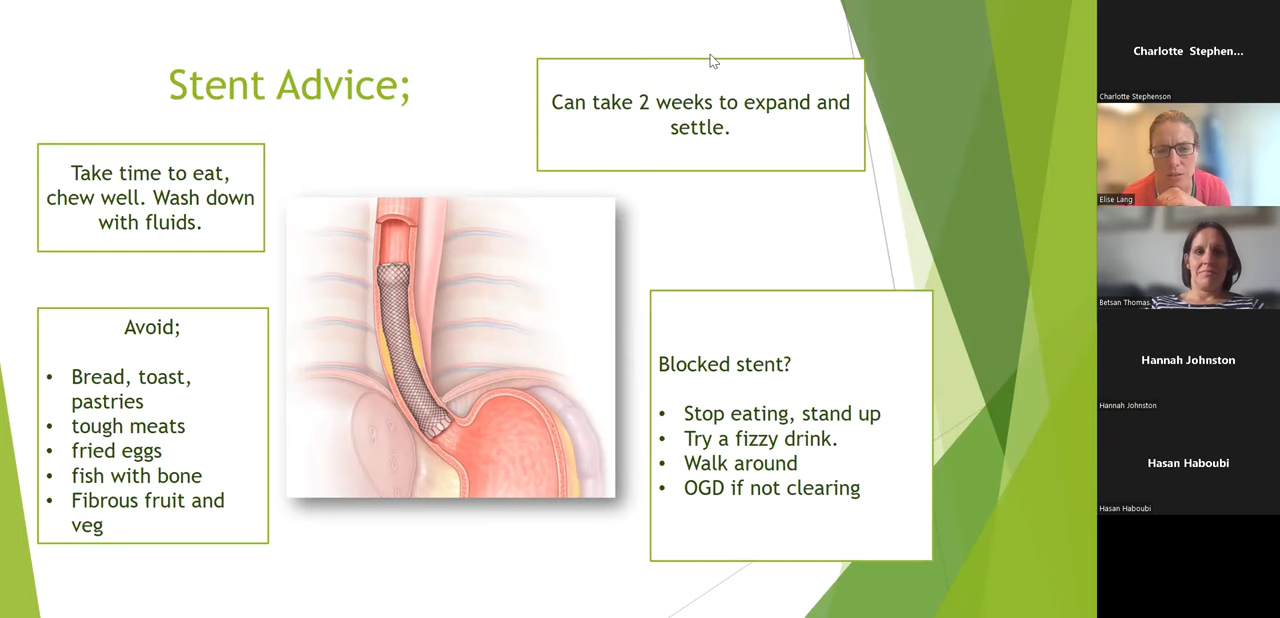 Stent Advice;
Can take 2 weeks to expand and
settle.
Take time to eat,
chew well. Wash down
with fluids.
Avoid;
• Bread, toast,
pastries
• tough meats
• fried eggs
• fish with bone
• Fibrous fruit and
veg
Blocked stent?
• Stop eating, stand up
• Try a fizzy drink.
• Walk around
• OGD if not clearing
Charlotte Stephen...
Charlotte Stephenson
Elise Lang
Betsan Thomas
Hannah Johnston
Hannah Johnston
Hasan Haboubi
Hasan Haboubi